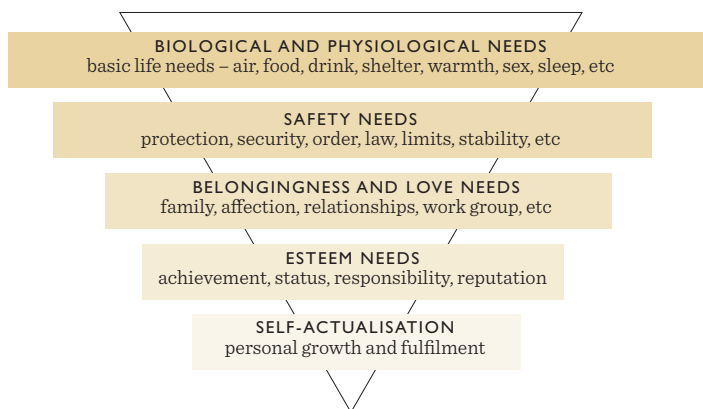 BIOLOGICAL AND PHYSIOLOGICAL NEEDS
basic life needs – air, food, drink, shelter, warmth, sex, sleep, etc
SAFETY NEEDS
protection, security, order, law, limits, stability, etc
BELONGINGNESS AND LOVE NEEDS
family, affection, relationships, work group, etc
ESTEEM NEEDS
achievement, status, responsibility, reputation
SELF-ACTUALISATION
personal growth and fulfilment